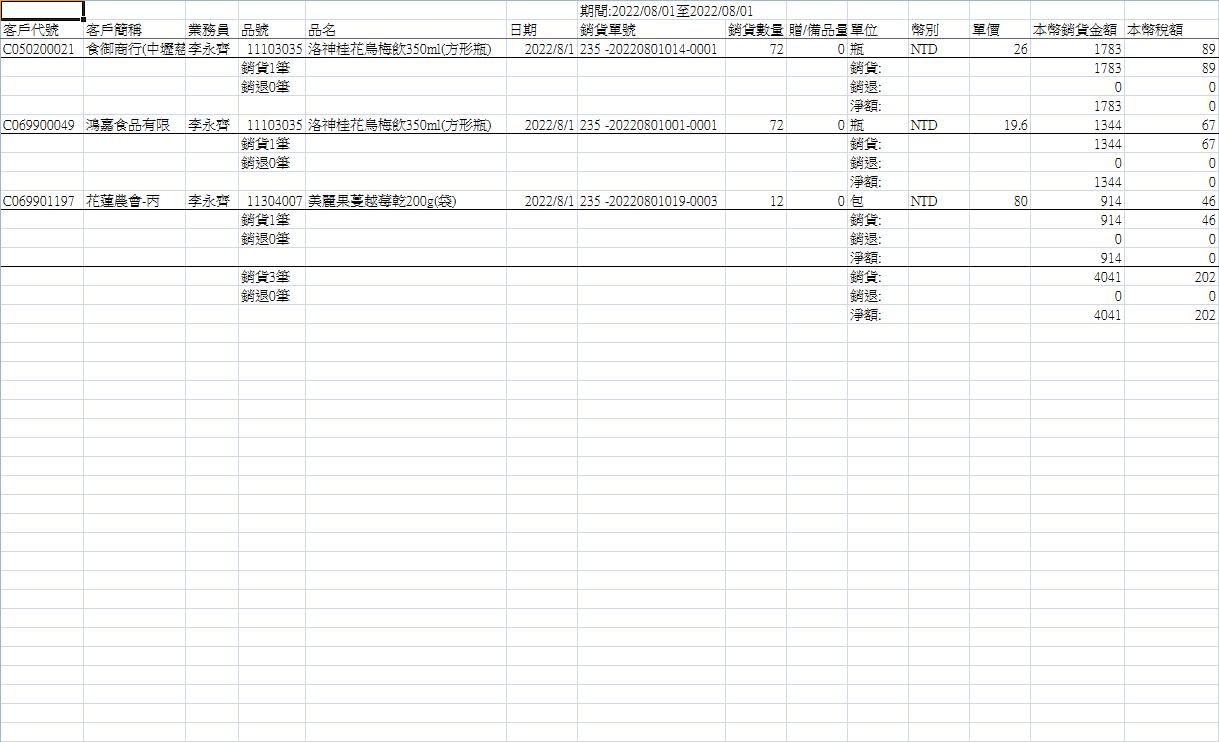 期間:2022/08/01至2022/08/01
客戶代號 客戶簡稱 業務員 品號 品名 日期 銷貨單號 銷貨數量 贈/備品量 單位 幣別 單價 本幣銷貨金額 本幣稅額
C050200021 食御商行(中壢慈 李永齊 11103035 洛神桂花烏梅飲350ml(方形瓶) 2022/8/1 235 -20220801014-0001 72 0 瓶 NTD 26 1783 89
銷貨1筆 銷貨: 1783 89
銷退0筆 銷退: 0 0
淨額: 1783 0
C069900049 鴻嘉食品有限 李永齊 11103035 洛神桂花烏梅飲350ml(方形瓶) 2022/8/1 235 -20220801001-0001 72 0 瓶 NTD 19.6 1344 67
銷貨1筆 銷貨: 1344 67
銷退0筆 銷退: 0 0
淨額: 1344 0
C069901197 花蓮農會-丙 李永齊 11304007 美麗果蔓越莓乾200g(袋) 2022/8/1 235 -20220801019-0003 12 0 包 NTD 80 914 46
銷貨1筆 銷貨: 914 46
銷退0筆 銷退: 0 0
淨額: 914 0
銷貨3筆 銷貨: 4041 202
銷退0筆 銷退: 0 0
淨額: 4041 202